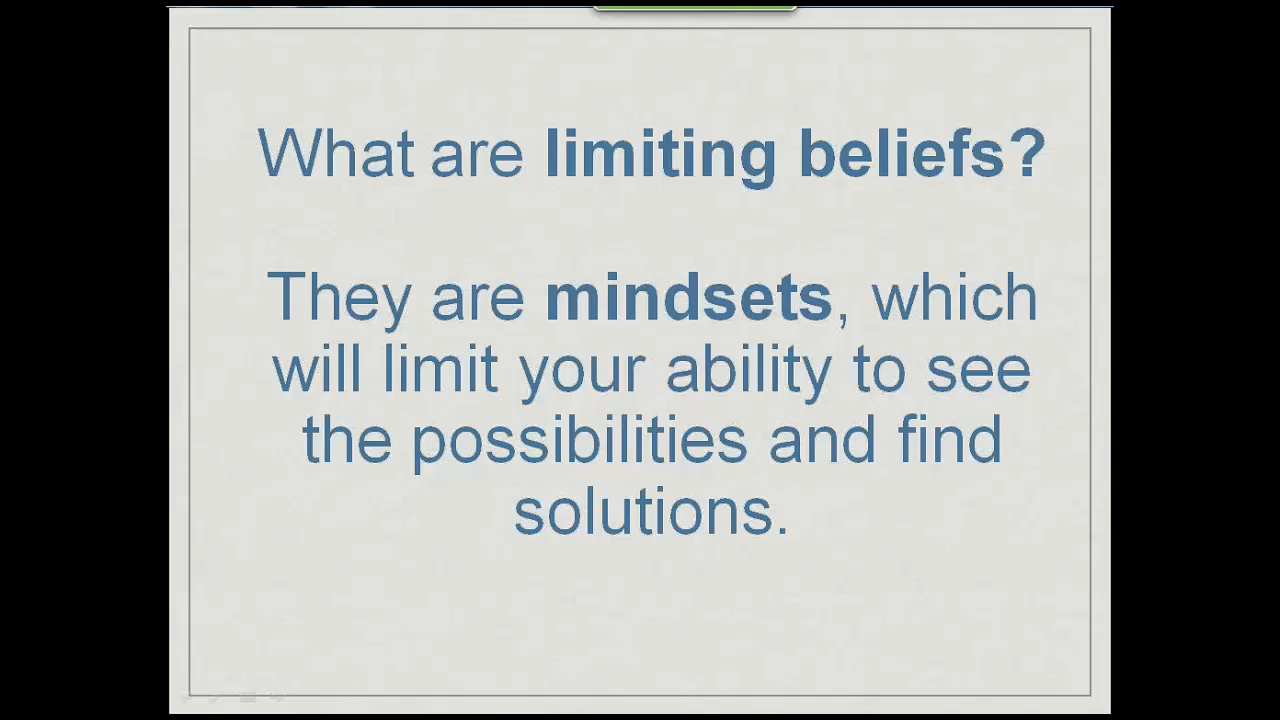 What are limiting beliefs?
They are mindsets, which
will limit your ability to see
the possibilities and find
solutions.